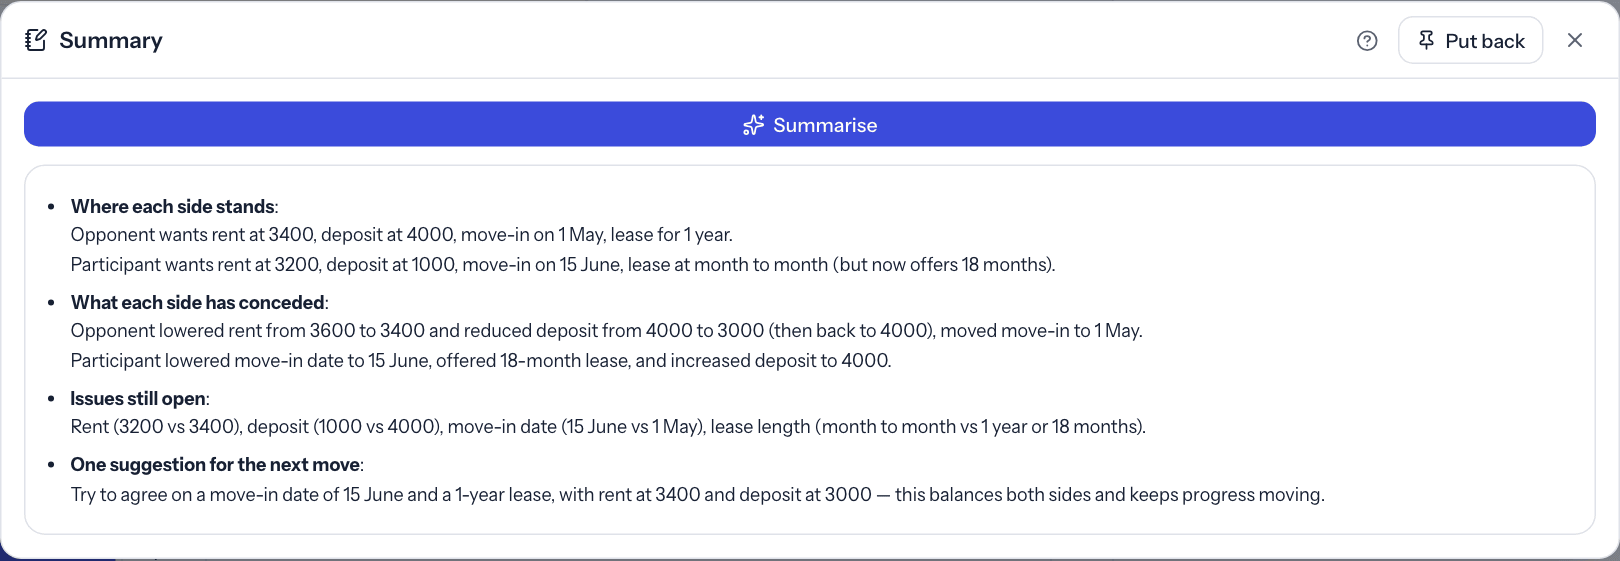 Summary
Put back
Summarise
• Where each side stands:
Opponent wants rent at 3400, deposit at 4000, move-in on 1 May, lease for 1 year.
Participant wants rent at 3200, deposit at 1000, move-in on 15 June, lease at month to month (but now offers 18 months).
• What each side has conceded:
Opponent lowered rent from 3600 to 3400 and reduced deposit from 4000 to 3000 (then back to 4000), moved move-in to 1 May.
Participant lowered move-in date to 15 June, offered 18-month lease, and increased deposit to 4000.
• Issues still open:
Rent (3200 vs 3400), deposit (1000 vs 4000), move-in date (15 June vs 1 May), lease length (month to month vs 1 year or 18 months).
• One suggestion for the next move:
Try to agree on a move-in date of 15 June and a 1-year lease, with rent at 3400 and deposit at 3000 — this balances both sides and keeps progress moving.